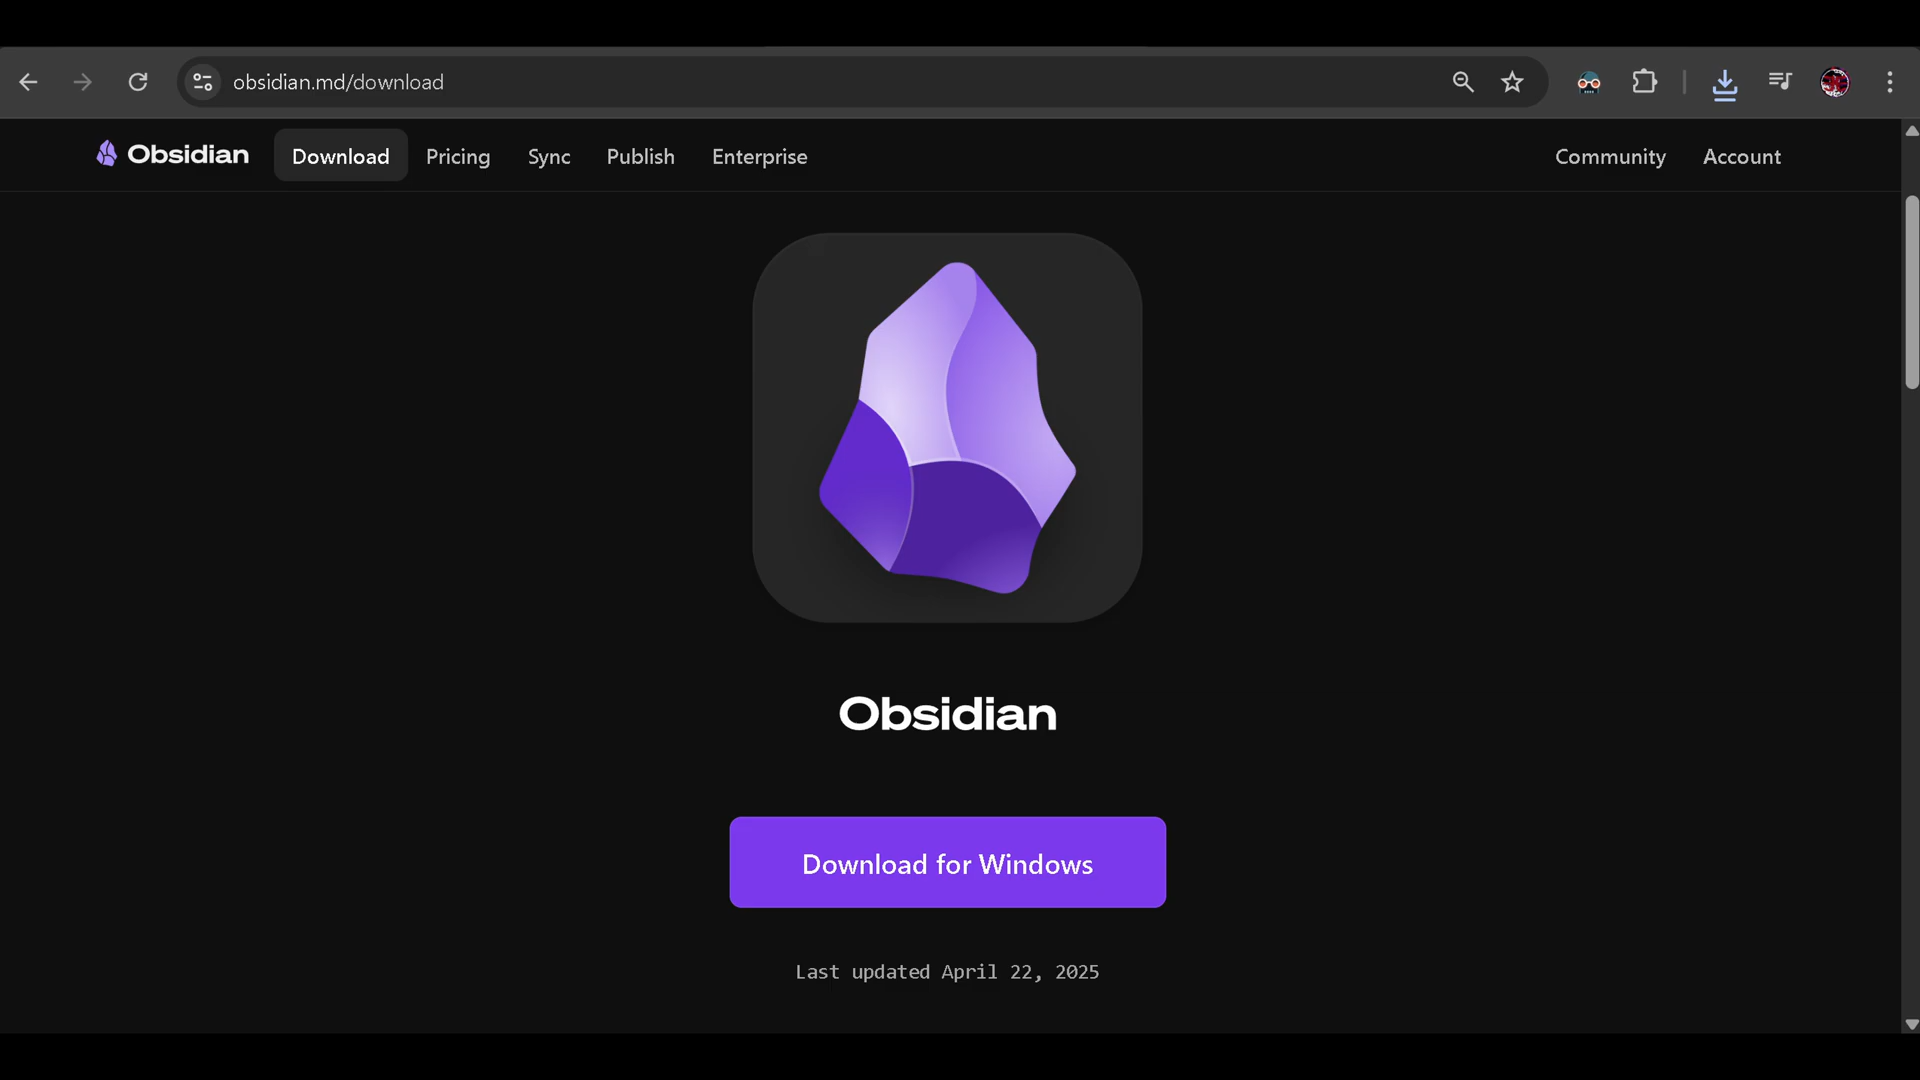 obsidian.md/download
Obsidian Download Pricing Sync Publish Enterprise Community Account
Obsidian
Download for Windows
Last updated April 22, 2025